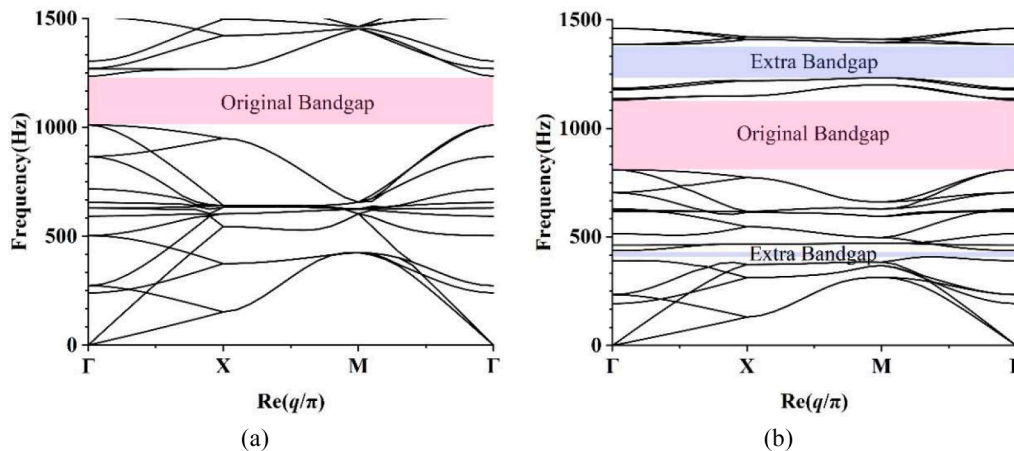 1500
1000
500
0
Frequency(Hz)
Original Bandgap
Γ X M Γ
Re(q/π)
(a)
1500
1000
500
0
Frequency(Hz)
Extra Bandgap
Original Bandgap
Extra Bandgap
Γ X M
Re(q/π)
(b)